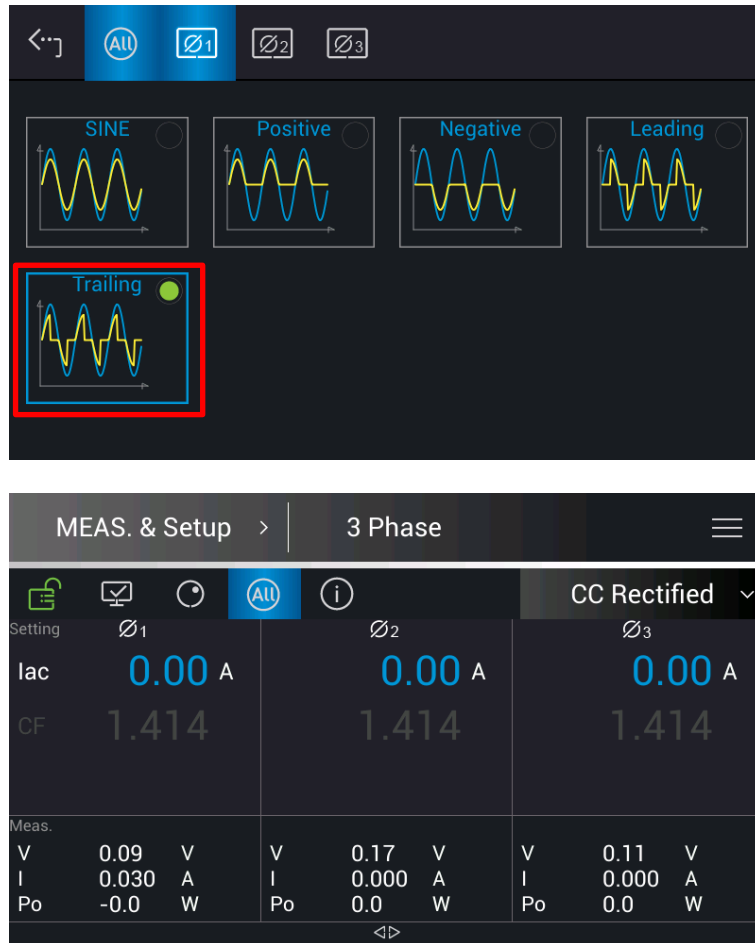 All Ø1 Ø2 Ø3
SINE Positive Negative Leading
Trailing
MEAS. & Setup > 3 Phase
All i CC Rectified
Setting Ø1 Ø2 Ø3
Iac 0.00 A 0.00 A 0.00 A
CF 1.414 1.414 1.414
Meas.
V 0.09 V V 0.17 V V 0.11 V
I 0.030 A I 0.000 A I 0.000 A
Po -0.0 W Po 0.0 W Po 0.0 W